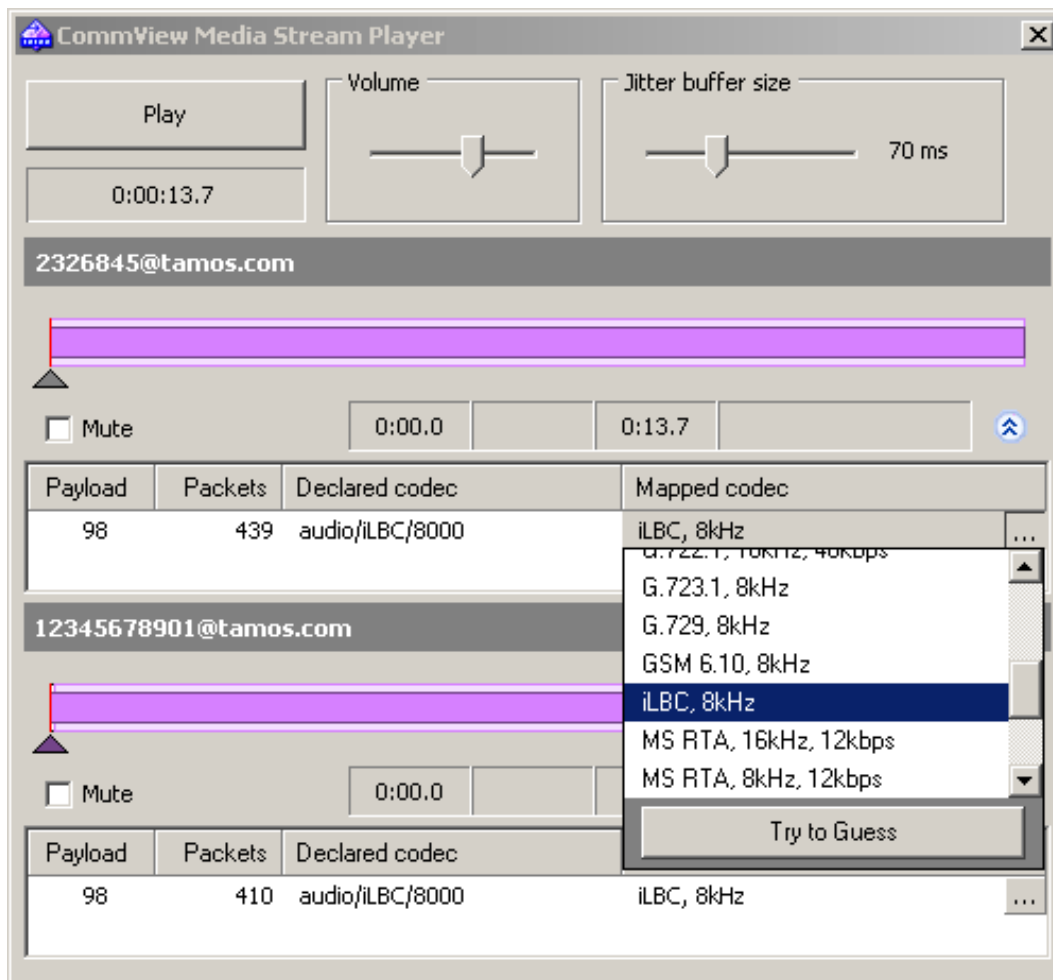 CommView Media Stream Player
Play
Volume
Jitter buffer size
70 ms
0:00:13.7
2326845@tamos.com
Mute 0:00.0 0:13.7
Payload Packets Declared codec Mapped codec
98 439 audio/iLBC/8000 iLBC, 8kHz ...
G.722.1, 16kHz, 48kbps
G.723.1, 8kHz
G.729, 8kHz
GSM 6.10, 8kHz
iLBC, 8kHz
MS RTA, 16kHz, 12kbps
MS RTA, 8kHz, 12kbps
Try to Guess
12345678901@tamos.com
Mute 0:00.0
Payload Packets Declared codec
98 410 audio/iLBC/8000 iLBC, 8kHz ...